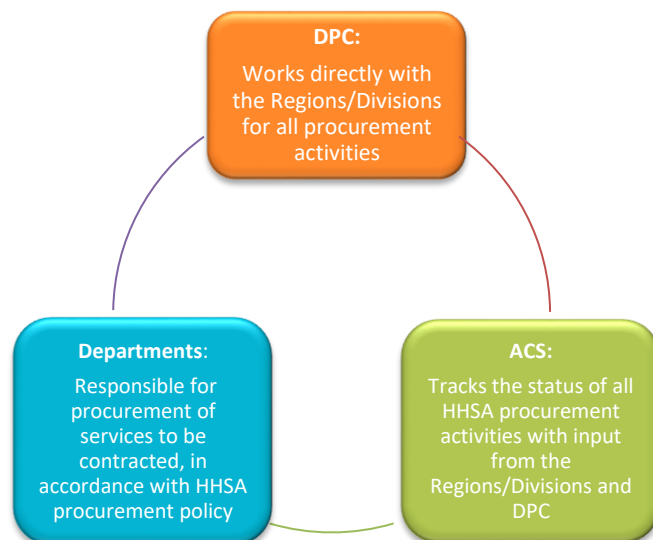 DPC:
Works directly with
the Regions/Divisions
for all procurement
activities
Departments:
Responsible for
procurement of
services to be
contracted, in
accordance with HHSA
procurement policy
ACS:
Tracks the status of all
HHSA procurement
activities with input
from the
Regions/Divisions and
DPC